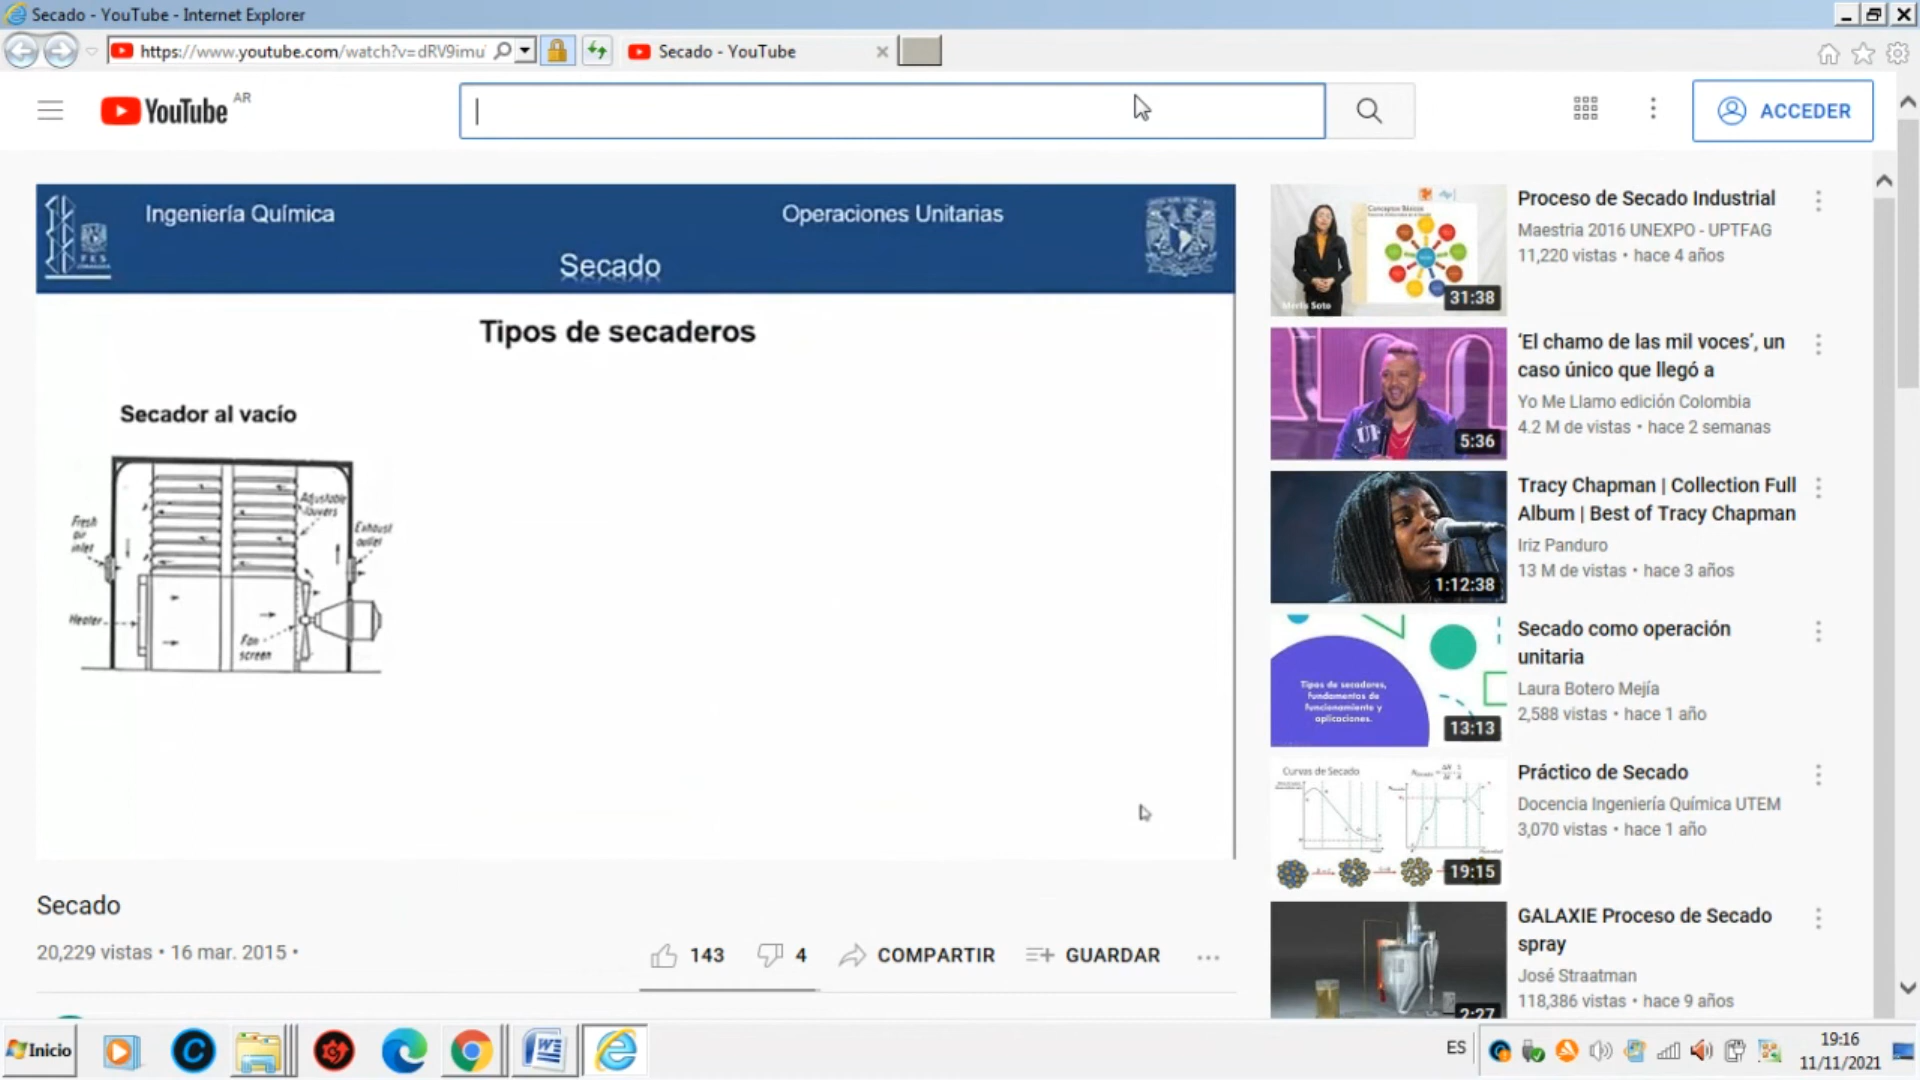 Secado - YouTube - Internet Explorer
https://www.youtube.com/watch?v=dRV9imu
Secado - YouTube
YouTube AR
ACCEDER
Ingeniería Química
Operaciones Unitarias
Secado
Tipos de secaderos
Secador al vacío
Adjustable
louvers
Fresh
air
inlet
Exhaust
outlet
Heater
Fan
screen
Secado
20,229 vistas • 16 mar. 2015 •
143
4
COMPARTIR
GUARDAR
Conceptos Básicos
Merlis Soto
31:38
Proceso de Secado Industrial
Maestria 2016 UNEXPO - UPTFAG
11,220 vistas • hace 4 años
UP
5:36
‘El chamo de las mil voces’, un
caso único que llegó a
Yo Me Llamo edición Colombia
4.2 M de vistas • hace 2 semanas
1:12:38
Tracy Chapman | Collection Full
Album | Best of Tracy Chapman
Iriz Panduro
13 M de vistas • hace 3 años
Tipos de secadores,
fundamentos de
funcionamiento y
aplicaciones.
13:13
Secado como operación
unitaria
Laura Botero Mejía
2,588 vistas • hace 1 año
Curvas de Secado
19:15
Práctico de Secado
Docencia Ingeniería Química UTEM
3,070 vistas • hace 1 año
2:27
GALAXIE Proceso de Secado
spray
José Straatman
118,386 vistas • hace 9 años
Inicio
ES
19:16
11/11/2021